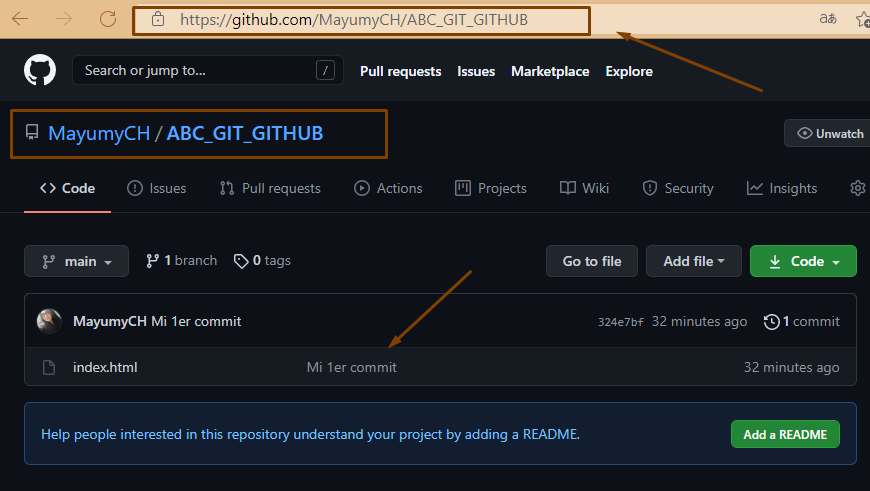 https://github.com/MayumyCH/ABC_GIT_GITHUB aあ
Search or jump to... / Pull requests Issues Marketplace Explore
MayumyCH / ABC_GIT_GITHUB Unwatch
Code Issues Pull requests Actions Projects Wiki Security Insights
main 1 branch 0 tags Go to file Add file Code
MayumyCH Mi 1er commit 324e7bf 32 minutes ago 1 commit
index.html Mi 1er commit 32 minutes ago
Help people interested in this repository understand your project by adding a README. Add a README